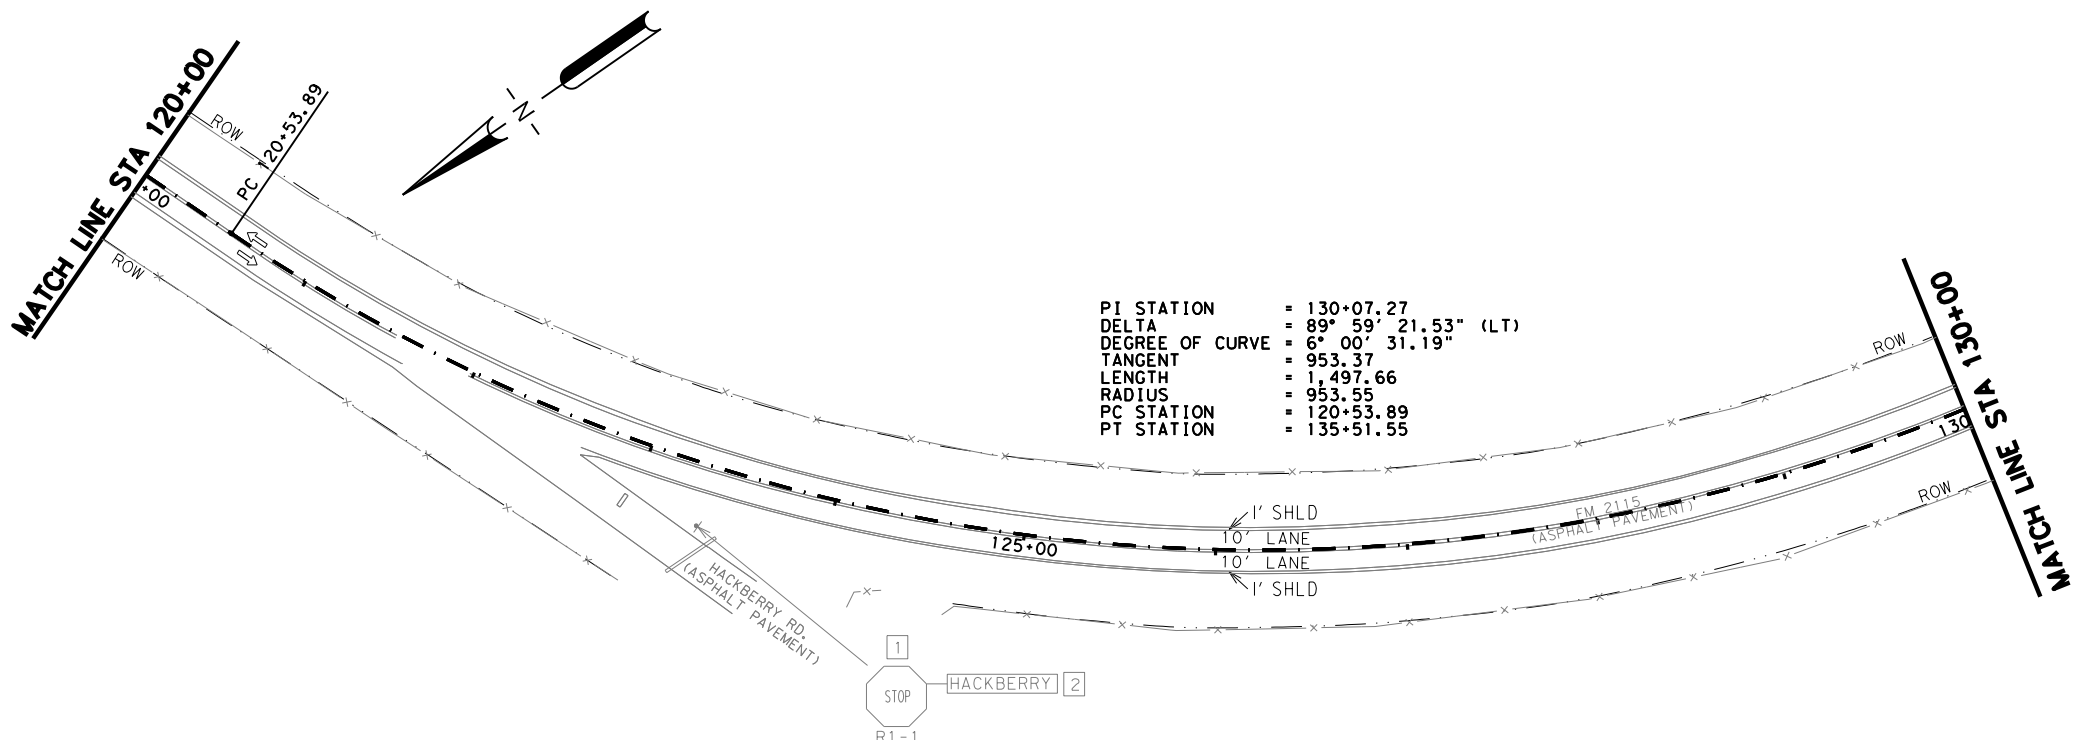 MATCH LINE STA 120+00
+00
PC 120+53.89
ROW
ROW
N
PI STATION = 130+07.27
DELTA = 89° 59' 21.53" (LT)
DEGREE OF CURVE = 6° 00' 31.19"
TANGENT = 953.37
LENGTH = 1,497.66
RADIUS = 953.55
PC STATION = 120+53.89
PT STATION = 135+51.55
ROW
ROW
MATCH LINE STA 130+00
130
125+00
1' SHLD
10' LANE
10' LANE
1' SHLD
FM 2115
(ASPHALT PAVEMENT)
HACKBERRY RD.
(ASPHALT PAVEMENT)
1
STOP
HACKBERRY 2
R1-1